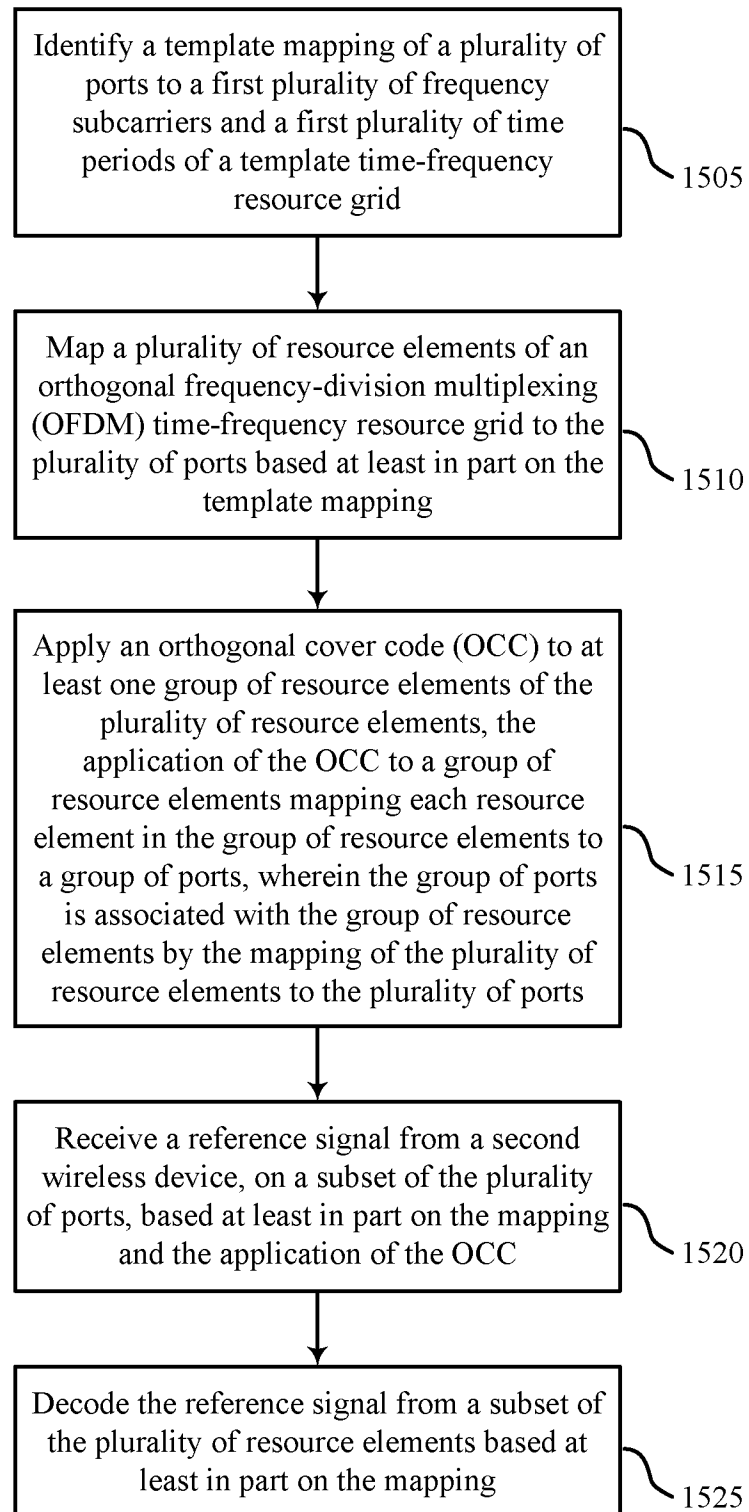 Identify a template mapping of a plurality of
ports to a first plurality of frequency
subcarriers and a first plurality of time
periods of a template time-frequency
resource grid
1505
Map a plurality of resource elements of an
orthogonal frequency-division multiplexing
(OFDM) time-frequency resource grid to the
plurality of ports based at least in part on the
template mapping
1510
Apply an orthogonal cover code (OCC) to at
least one group of resource elements of the
plurality of resource elements, the
application of the OCC to a group of
resource elements mapping each resource
element in the group of resource elements to
a group of ports, wherein the group of ports
is associated with the group of resource
elements by the mapping of the plurality of
resource elements to the plurality of ports
1515
Receive a reference signal from a second
wireless device, on a subset of the plurality
of ports, based at least in part on the mapping
and the application of the OCC
1520
Decode the reference signal from a subset of
the plurality of resource elements based at
least in part on the mapping
1525